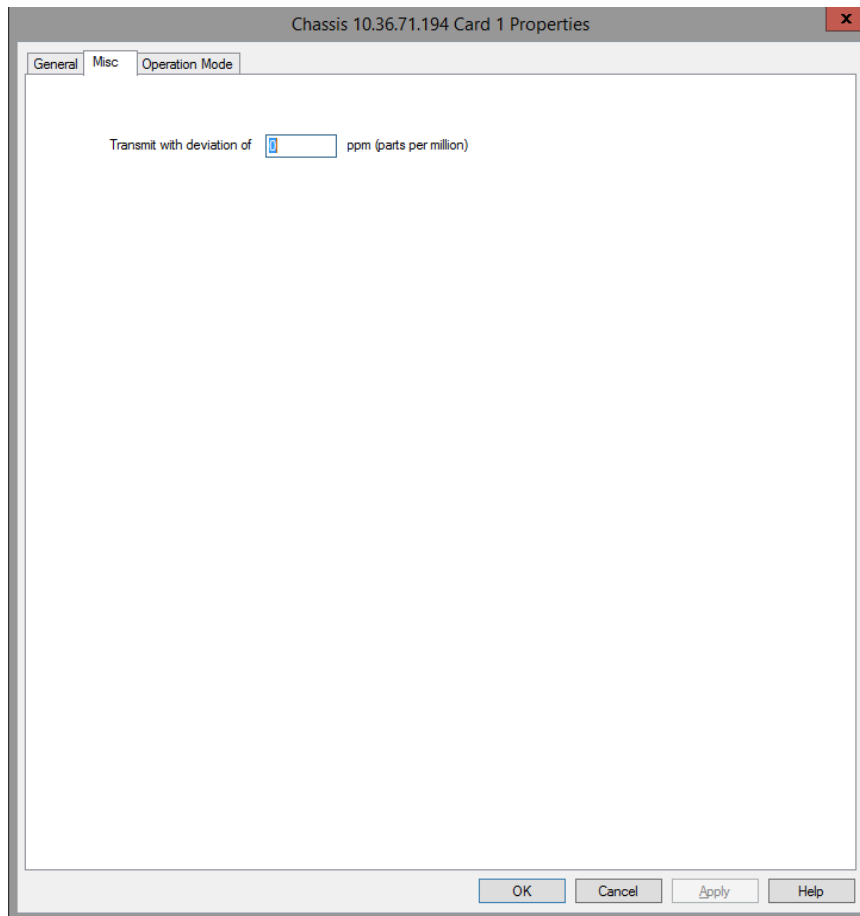 Chassis 10.36.71.194 Card 1 Properties
x
General Misc Operation Mode
Transmit with deviation of 0 ppm (parts per million)
OK Cancel Apply Help